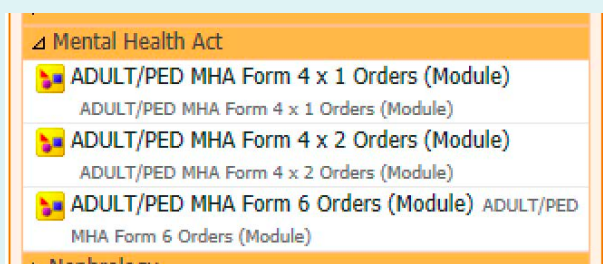 Mental Health Act
ADULT/PED MHA Form 4 x 1 Orders (Module)
ADULT/PED MHA Form 4 x 1 Orders (Module)
ADULT/PED MHA Form 4 x 2 Orders (Module)
ADULT/PED MHA Form 4 x 2 Orders (Module)
ADULT/PED MHA Form 6 Orders (Module) ADULT/PED
MHA Form 6 Orders (Module)
Nephrology